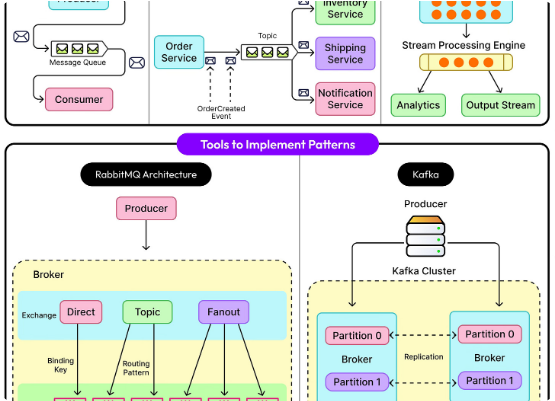 Producer
Message Queue
Consumer
Order
Service
Topic
OrderCreated
Event
Inventory
Service
Shipping
Service
Notification
Service
Stream Processing Engine
Analytics
Output Stream
Tools to Implement Patterns
RabbitMQ Architecture
Producer
Broker
Exchange
Direct
Topic
Fanout
Binding
Key
Routing
Pattern
Kafka
Producer
Kafka Cluster
Partition 0
Broker
Partition 1
Replication
Partition 0
Broker
Partition 1